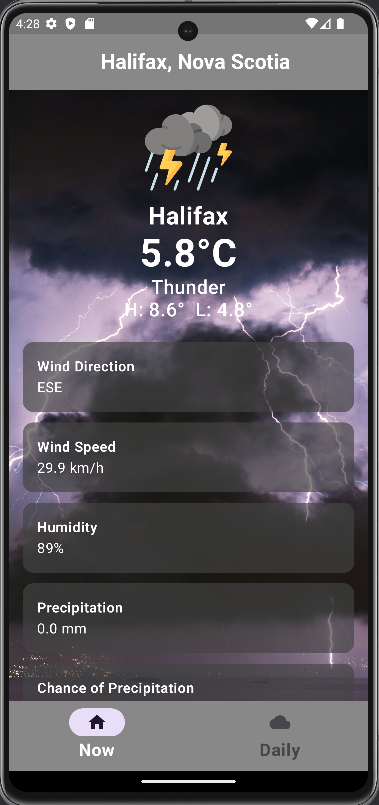 4:28
Halifax, Nova Scotia
Halifax
5.8°C
Thunder
H: 8.6° L: 4.8°
Wind Direction
ESE
Wind Speed
29.9 km/h
Humidity
89%
Precipitation
0.0 mm
Chance of Precipitation
Now Daily